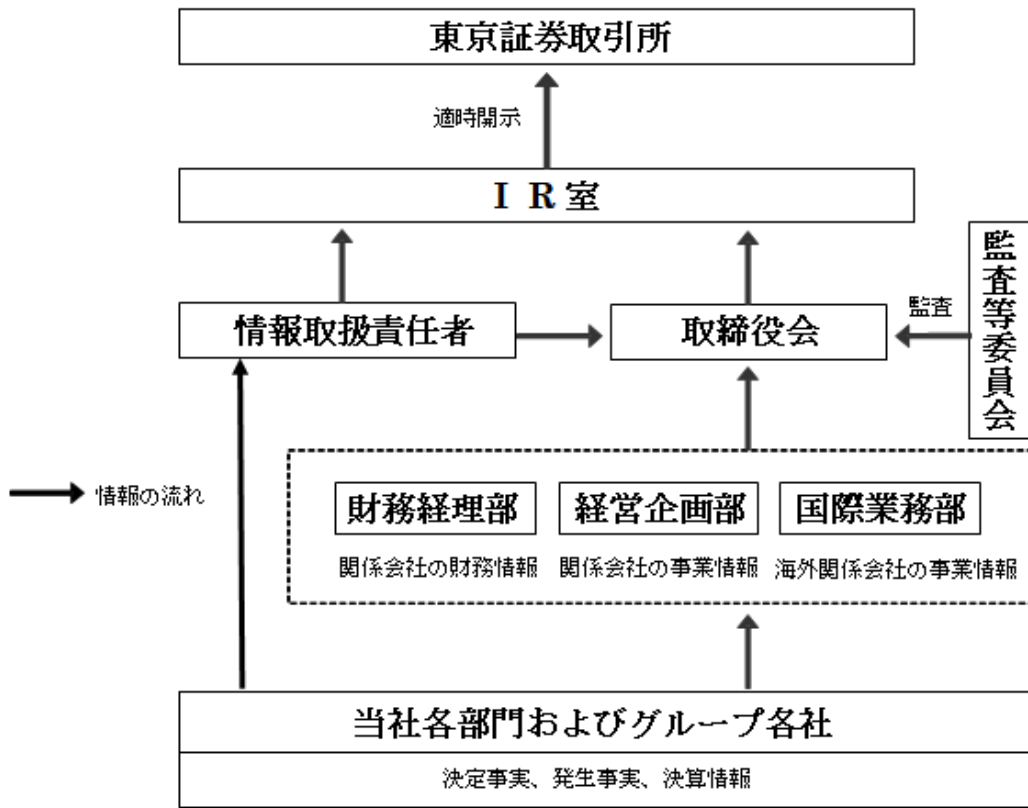 東京証券取引所
適時開示
ＩＲ室
情報取扱責任者
取締役会
監査
監査等委員会
情報の流れ
財務経理部
経営企画部
国際業務部
関係会社の財務情報
関係会社の事業情報
海外関係会社の事業情報
当社各部門およびグループ各社
決定事実、発生事実、決算情報